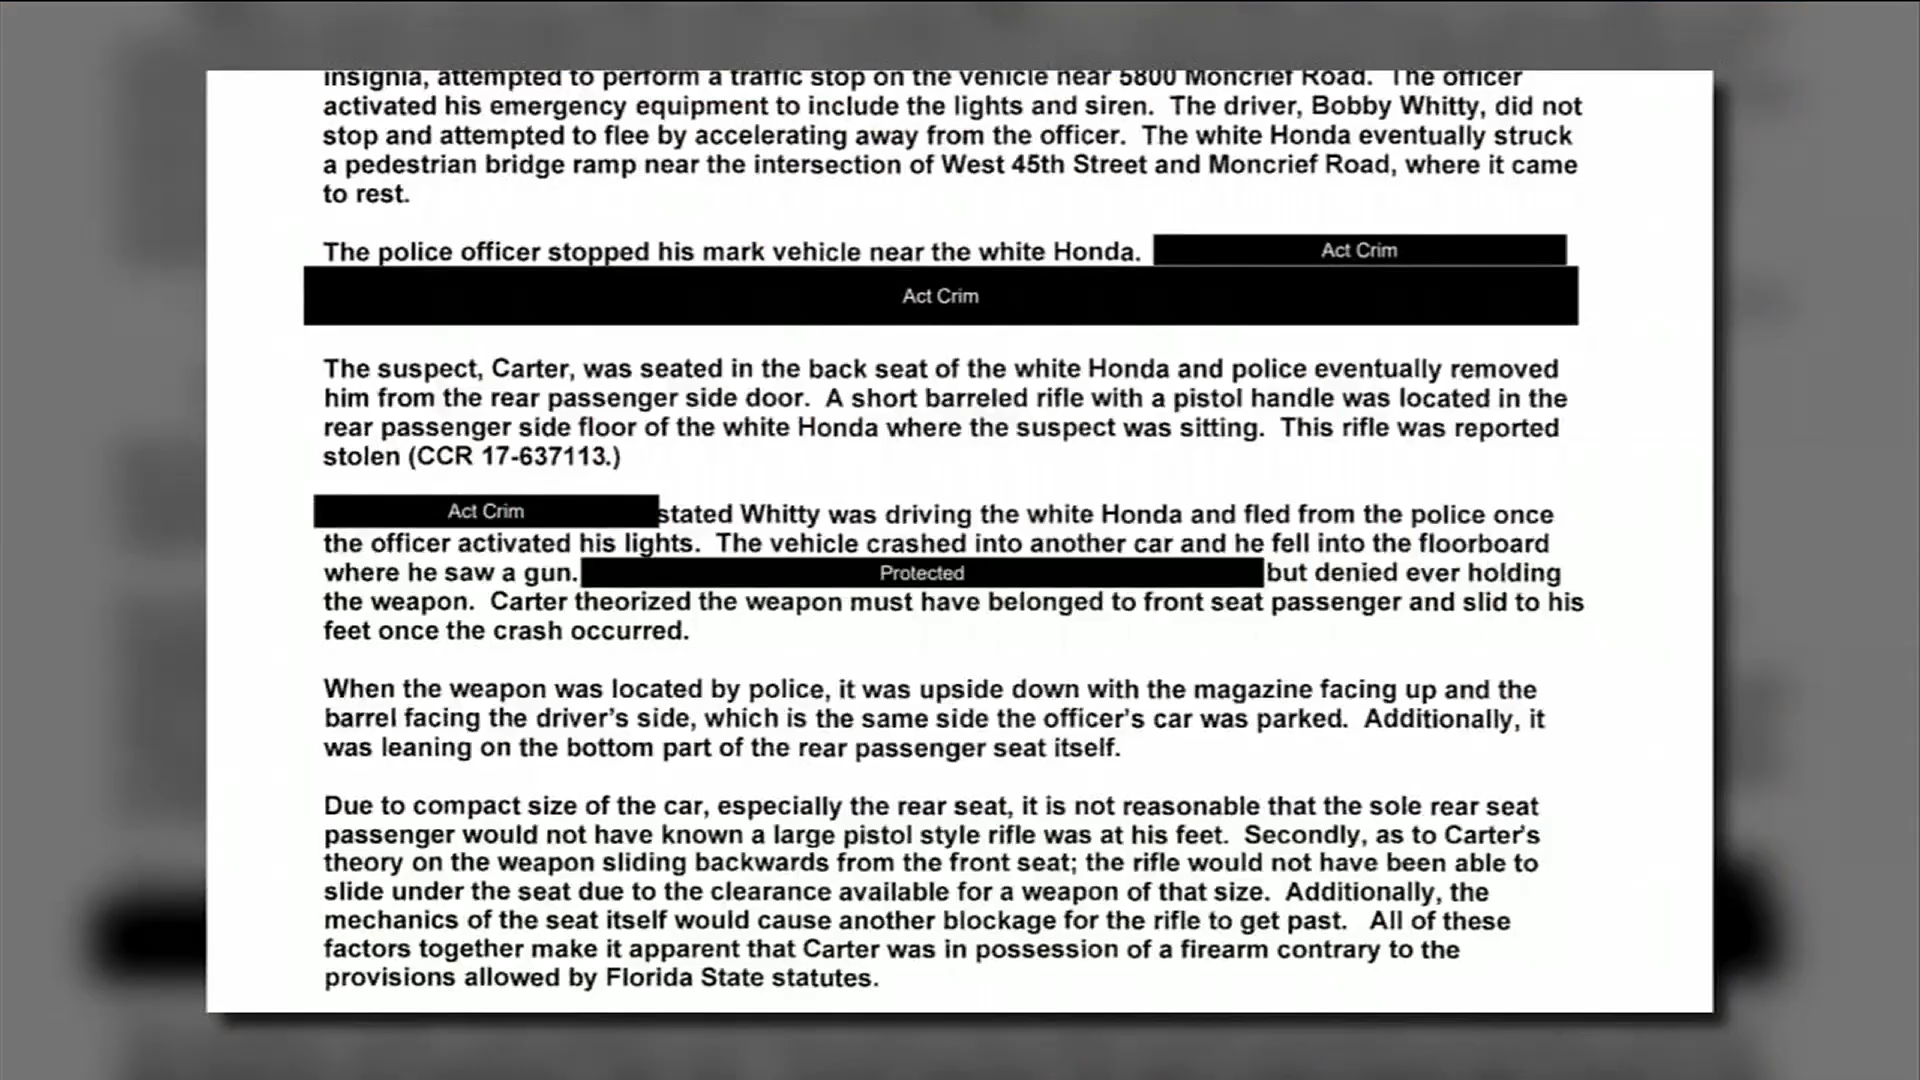 insignia, attempted to perform a traffic stop on the vehicle near 5800 Moncrief Road.  The officer
activated his emergency equipment to include the lights and siren.  The driver, Bobby Whitty, did not
stop and attempted to flee by accelerating away from the officer.  The white Honda eventually struck
a pedestrian bridge ramp near the intersection of West 45th Street and Moncrief Road, where it came
to rest.
The police officer stopped his mark vehicle near the white Honda. Act Crim
Act Crim
The suspect, Carter, was seated in the back seat of the white Honda and police eventually removed
him from the rear passenger side door.  A short barreled rifle with a pistol handle was located in the
rear passenger side floor of the white Honda where the suspect was sitting.  This rifle was reported
stolen (CCR 17-637113.)
Act Crim stated Whitty was driving the white Honda and fled from the police once
the officer activated his lights.  The vehicle crashed into another car and he fell into the floorboard
where he saw a gun. Protected but denied ever holding
the weapon.  Carter theorized the weapon must have belonged to front seat passenger and slid to his
feet once the crash occurred.
When the weapon was located by police, it was upside down with the magazine facing up and the
barrel facing the driver's side, which is the same side the officer's car was parked.  Additionally, it
was leaning on the bottom part of the rear passenger seat itself.
Due to compact size of the car, especially the rear seat, it is not reasonable that the sole rear seat
passenger would not have known a large pistol style rifle was at his feet.  Secondly, as to Carter's
theory on the weapon sliding backwards from the front seat; the rifle would not have been able to
slide under the seat due to the clearance available for a weapon of that size.  Additionally, the
mechanics of the seat itself would cause another blockage for the rifle to get past.   All of these
factors together make it apparent that Carter was in possession of a firearm contrary to the
provisions allowed by Florida State statutes.